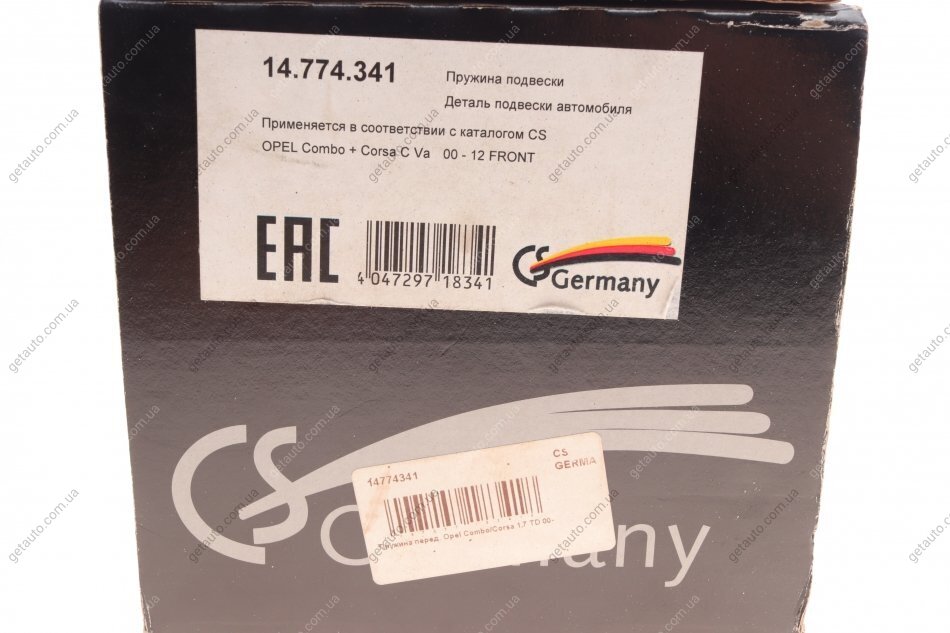 14.774.341
Пружина подвески
Деталь подвески автомобиля
Применяется в соответствии с каталогом CS
OPEL Combo + Corsa C Va 00 - 12 FRONT
EAC
4 047297 718341
CS Germany
CS Germany
14774341
CS
GERMA
Пружина перед. Opel Combo/Corsa 1,7 TD 00-
getauto.com.ua